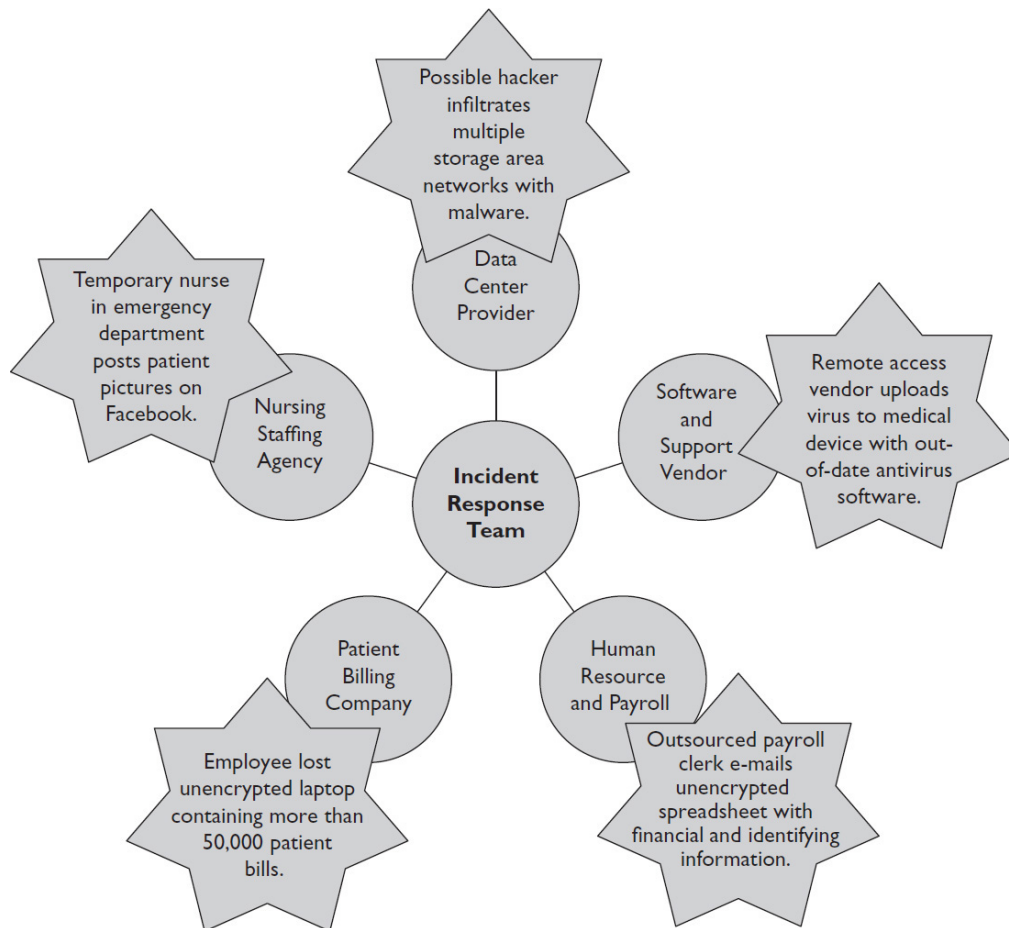 Possible hacker
infiltrates
multiple
storage area
networks with
malware.
Data
Center
Provider
Temporary nurse
in emergency
department
posts patient
pictures on
Facebook.
Nursing
Staffing
Agency
Software
and
Support
Vendor
Remote access
vendor uploads
virus to medical
device with out-
of-date antivirus
software.
Incident
Response
Team
Patient
Billing
Company
Employee lost
unencrypted laptop
containing more than
50,000 patient
bills.
Human
Resource
and Payroll
Outsourced payroll
clerk e-mails
unencrypted
spreadsheet with
financial and identifying
information.